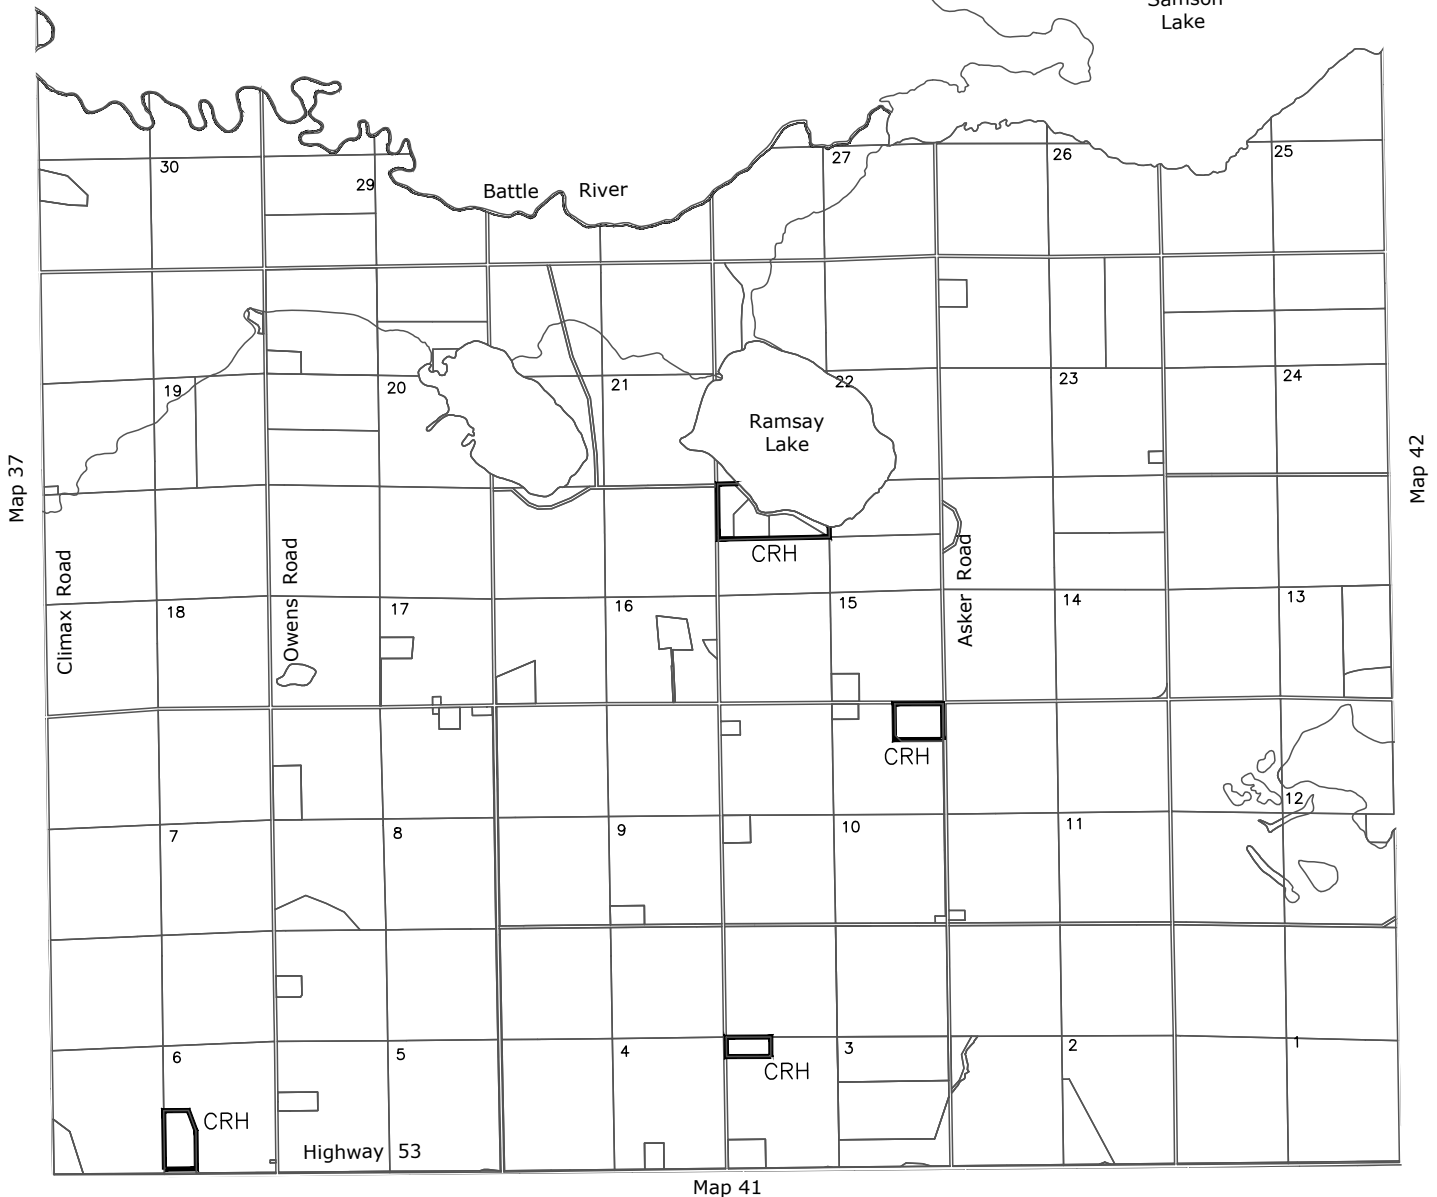 Samson
Lake
30
29
27
26
25
Battle River
19
20
21
22
23
24
Ramsay
Lake
Map 37
Map 42
CRH
Climax Road
Owens Road
Asker Road
18
17
16
15
14
13
CRH
7
8
9
10
11
12
6
5
4
3
2
1
CRH
CRH
Highway 53
Map 41